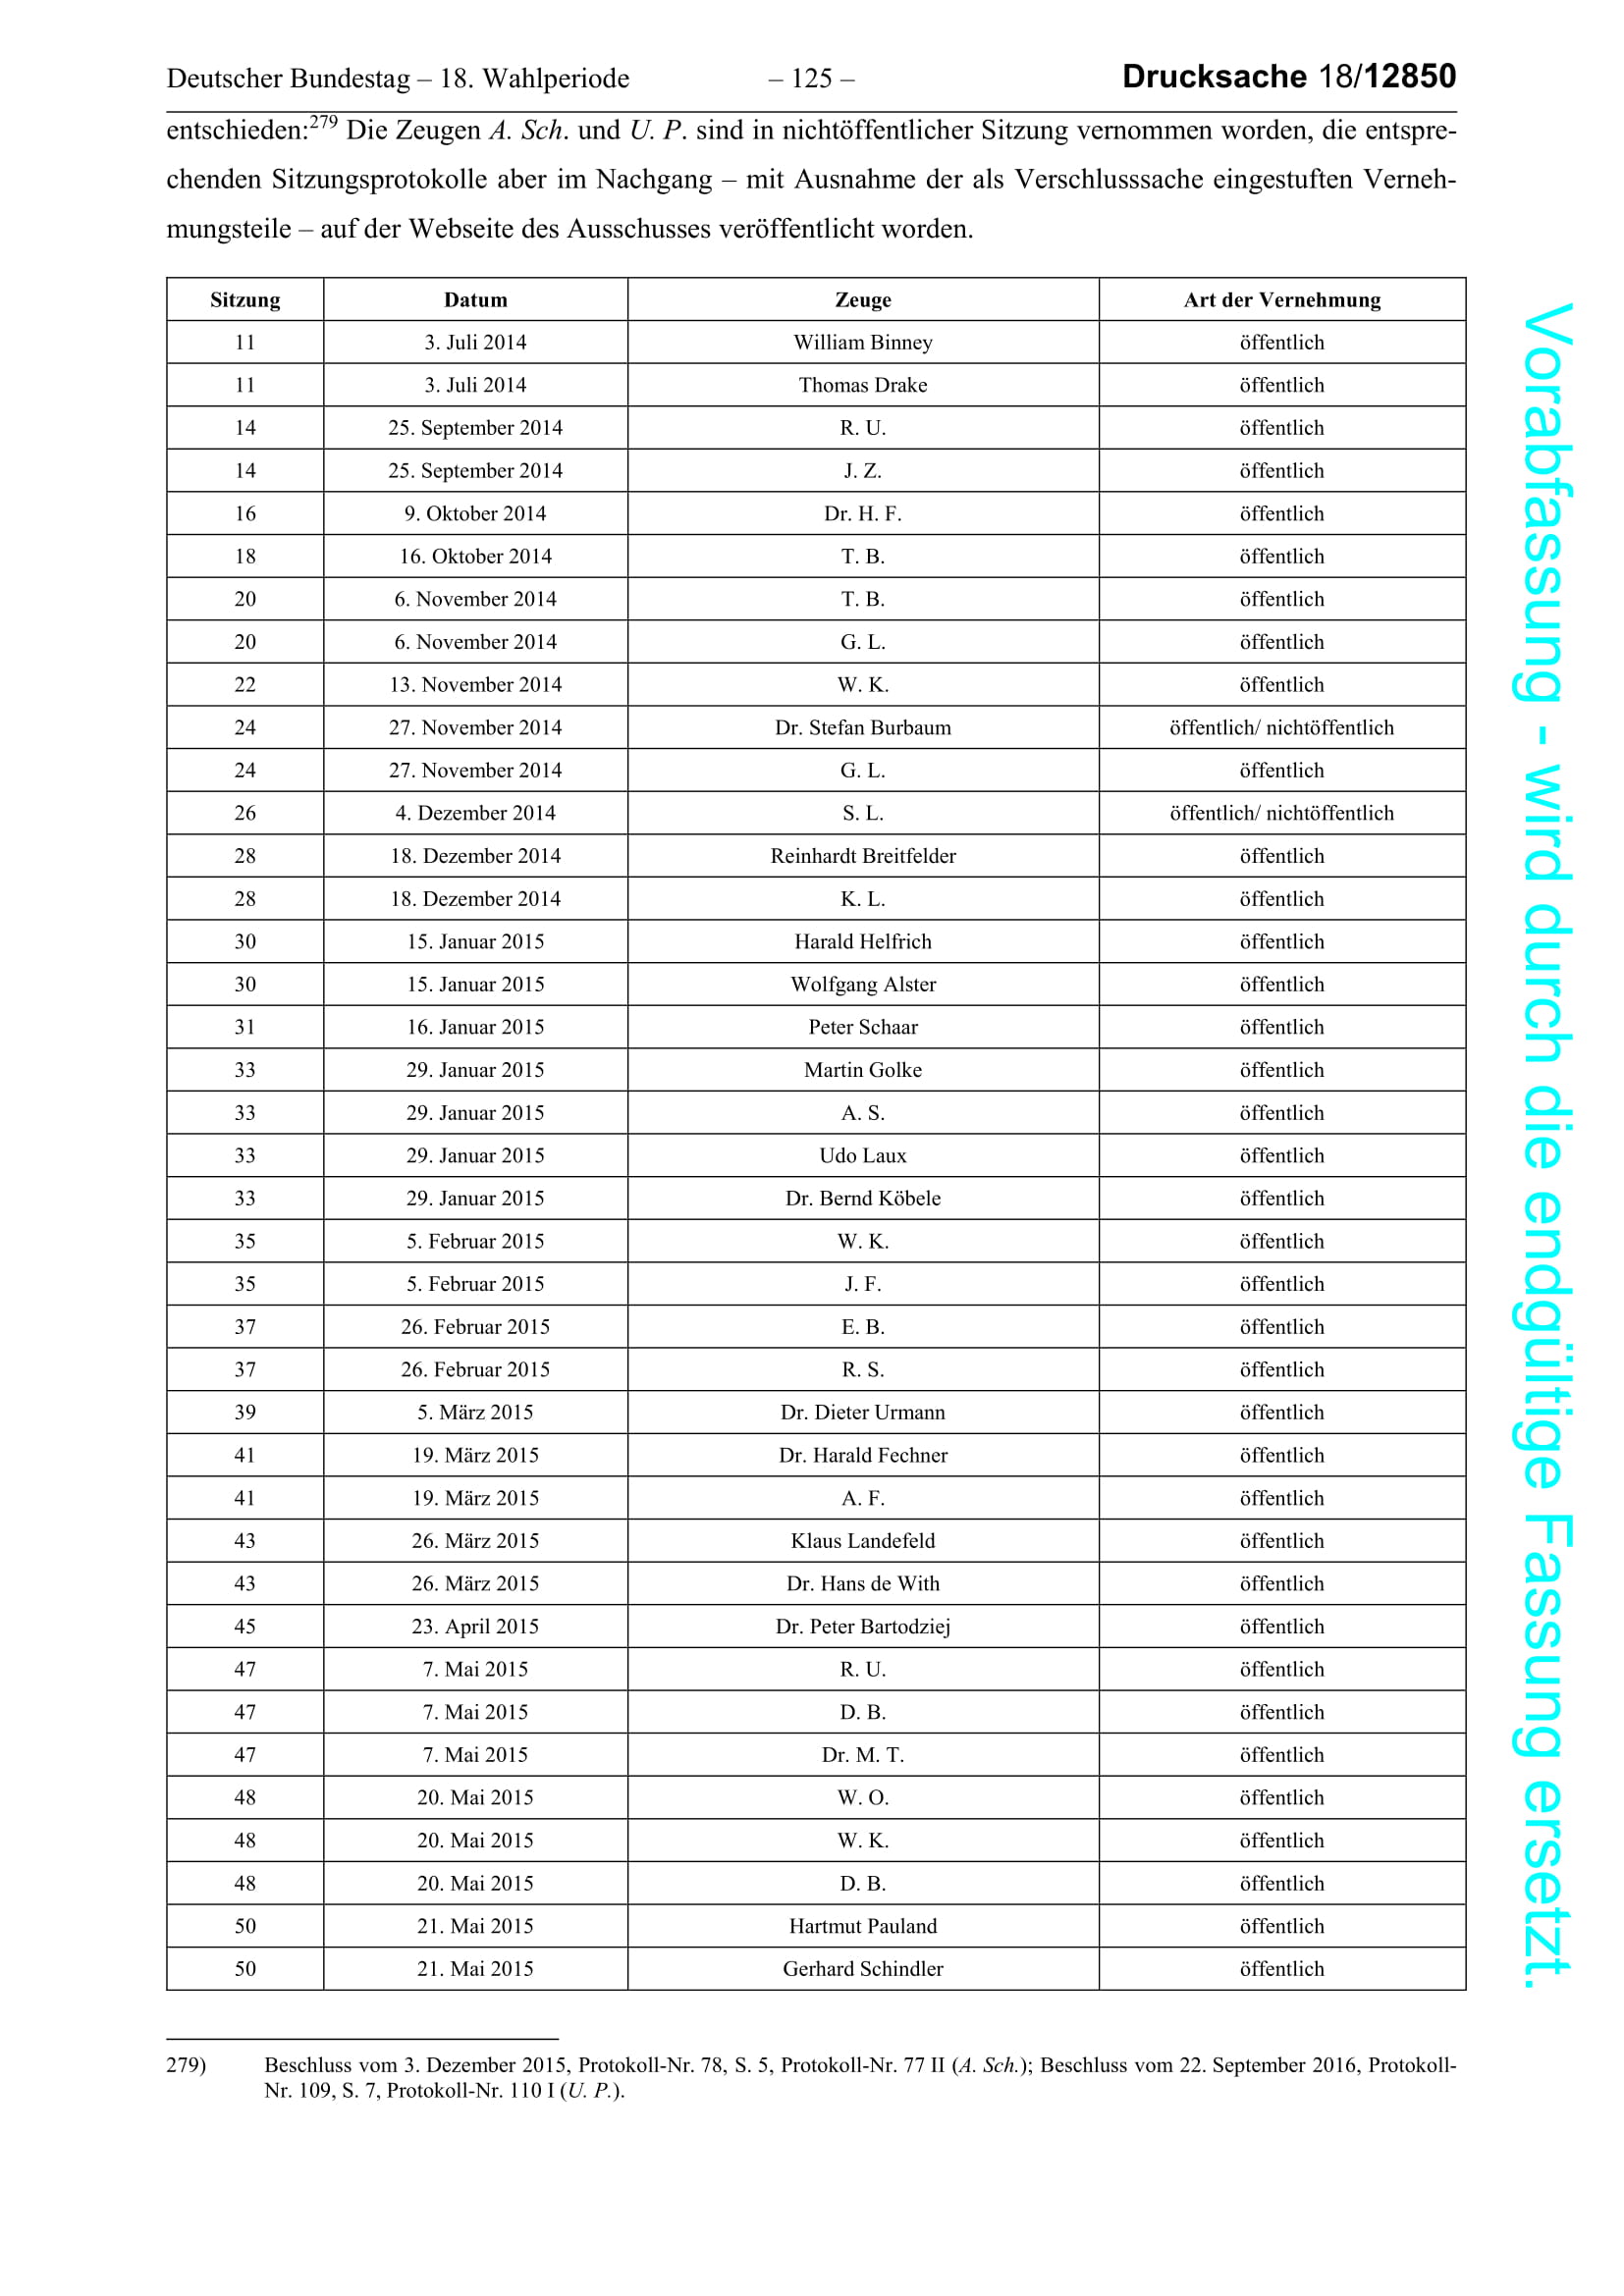 Deutscher Bundestag – 18. Wahlperiode – 125 – Drucksache 18/12850
entschieden:279 Die Zeugen A. Sch. und U. P. sind in nichtöffentlicher Sitzung vernommen worden, die entspre-
chenden Sitzungsprotokolle aber im Nachgang – mit Ausnahme der als Verschlusssache eingestuften Verneh-
mungsteile – auf der Webseite des Ausschusses veröffentlicht worden.
Sitzung Datum Zeuge Art der Vernehmung
11 3. Juli 2014 William Binney öffentlich
11 3. Juli 2014 Thomas Drake öffentlich
14 25. September 2014 R. U. öffentlich
14 25. September 2014 J. Z. öffentlich
16 9. Oktober 2014 Dr. H. F. öffentlich
18 16. Oktober 2014 T. B. öffentlich
20 6. November 2014 T. B. öffentlich
20 6. November 2014 G. L. öffentlich
22 13. November 2014 W. K. öffentlich
24 27. November 2014 Dr. Stefan Burbaum öffentlich/ nichtöffentlich
24 27. November 2014 G. L. öffentlich
26 4. Dezember 2014 S. L. öffentlich/ nichtöffentlich
28 18. Dezember 2014 Reinhardt Breitfelder öffentlich
28 18. Dezember 2014 K. L. öffentlich
30 15. Januar 2015 Harald Helfrich öffentlich
30 15. Januar 2015 Wolfgang Alster öffentlich
31 16. Januar 2015 Peter Schaar öffentlich
33 29. Januar 2015 Martin Golke öffentlich
33 29. Januar 2015 A. S. öffentlich
33 29. Januar 2015 Udo Laux öffentlich
33 29. Januar 2015 Dr. Bernd Köbele öffentlich
35 5. Februar 2015 W. K. öffentlich
35 5. Februar 2015 J. F. öffentlich
37 26. Februar 2015 E. B. öffentlich
37 26. Februar 2015 R. S. öffentlich
39 5. März 2015 Dr. Dieter Urmann öffentlich
41 19. März 2015 Dr. Harald Fechner öffentlich
41 19. März 2015 A. F. öffentlich
43 26. März 2015 Klaus Landefeld öffentlich
43 26. März 2015 Dr. Hans de With öffentlich
45 23. April 2015 Dr. Peter Bartodziej öffentlich
47 7. Mai 2015 R. U. öffentlich
47 7. Mai 2015 D. B. öffentlich
47 7. Mai 2015 Dr. M. T. öffentlich
48 20. Mai 2015 W. O. öffentlich
48 20. Mai 2015 W. K. öffentlich
48 20. Mai 2015 D. B. öffentlich
50 21. Mai 2015 Hartmut Pauland öffentlich
50 21. Mai 2015 Gerhard Schindler öffentlich
279) Beschluss vom 3. Dezember 2015, Protokoll-Nr. 78, S. 5, Protokoll-Nr. 77 II (A. Sch.); Beschluss vom 22. September 2016, Protokoll-
Nr. 109, S. 7, Protokoll-Nr. 110 I (U. P.).
Vorabfassung - wird durch die endgültige Fassung ersetzt.